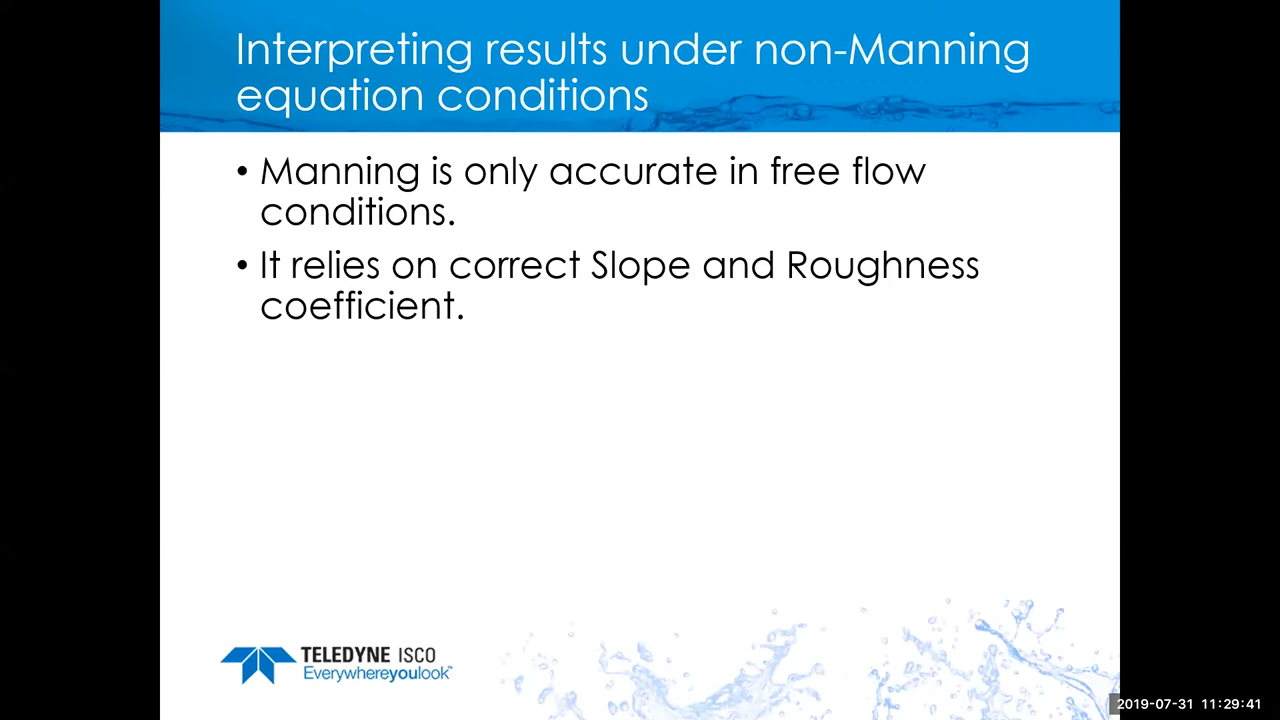 Interpreting results under non-Manning
equation conditions
• Manning is only accurate in free flow
conditions.
• It relies on correct Slope and Roughness
coefficient.
TELEDYNE ISCO
Everywhereyoulook™
2019-07-31 11:29:41